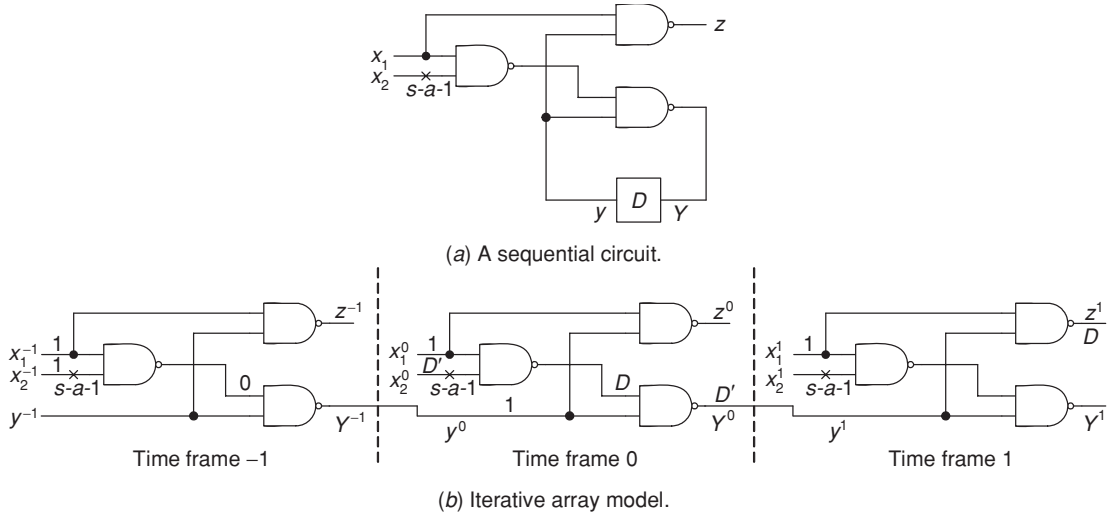 z
x₁
x₂
s-a-1
y
D
Y
(a) A sequential circuit.
z⁻¹
x₁⁻¹ 1
x₂⁻¹ 1
s-a-1
0
y⁻¹
Y⁻¹
Time frame –1
z⁰
x₁⁰ 1
x₂⁰ D′
s-a-1
D
1
D′
y⁰
Y⁰
Time frame 0
z¹
D
x₁¹ 1
x₂¹
s-a-1
y¹
Y¹
Time frame 1
(b) Iterative array model.